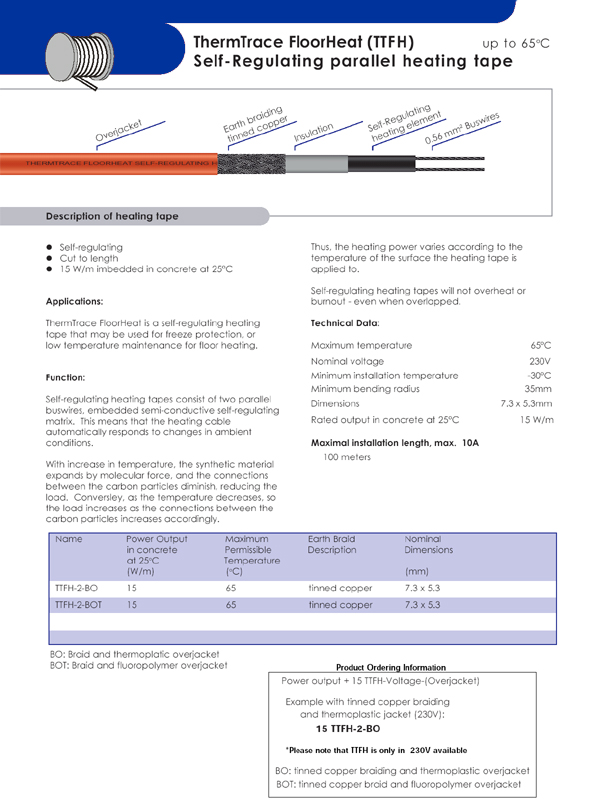 ThermTrace FloorHeat (TTFH) up to 65°C
Self-Regulating parallel heating tape
Overjacket
Earth braiding
tinned copper
Insulation
Self-Regulating
heating element
0.56 mm² Buswires
THERMTRACE FLOORHEAT SELF-REGULATING H
Description of heating tape
● Self-regulating
● Cut to length
● 15 W/m imbedded in concrete at 25°C
Applications:
ThermTrace FloorHeat is a self-regulating heating
tape that may be used for freeze protection, or
low temperature maintenance for floor heating.
Function:
Self-regulating heating tapes consist of two parallel
buswires, embedded semi-conductive self-regulating
matrix. This means that the heating cable
automatically responds to changes in ambient
conditions.
With increase in temperature, the synthetic material
expands by molecular force, and the connections
between the carbon particles diminish, reducing the
load. Conversley, as the temperature decreases, so
the load increases as the connections between the
carbon particles increases accordingly.
Thus, the heating power varies according to the
temperature of the surface the heating tape is
applied to.
Self-regulating heating tapes will not overheat or
burnout - even when overlapped.
Technical Data:
Maximum temperature 65°C
Nominal voltage 230V
Minimum installation temperature -30°C
Minimum bending radius 35mm
Dimensions 7.3 x 5.3mm
Rated output in concrete at 25°C 15 W/m
Maximal installation length, max. 10A
100 meters
Name Power Output Maximum Earth Braid Nominal
in concrete Permissible Description Dimensions
at 25°C Temperature
(W/m) (°C) (mm)
TTFH-2-BO 15 65 tinned copper 7.3 x 5.3
TTFH-2-BOT 15 65 tinned copper 7.3 x 5.3
BO: Braid and thermoplatic overjacket
BOT: Braid and fluoropolymer overjacket
Product Ordering Information
Power output + 15 TTFH-Voltage-(Overjacket)
Example with tinned copper braiding
and thermoplastic jacket (230V):
15 TTFH-2-BO
*Please note that TTFH is only in 230V available
BO: tinned copper braiding and thermoplastic overjacket
BOT: tinned copper braid and fluoropolymer overjacket